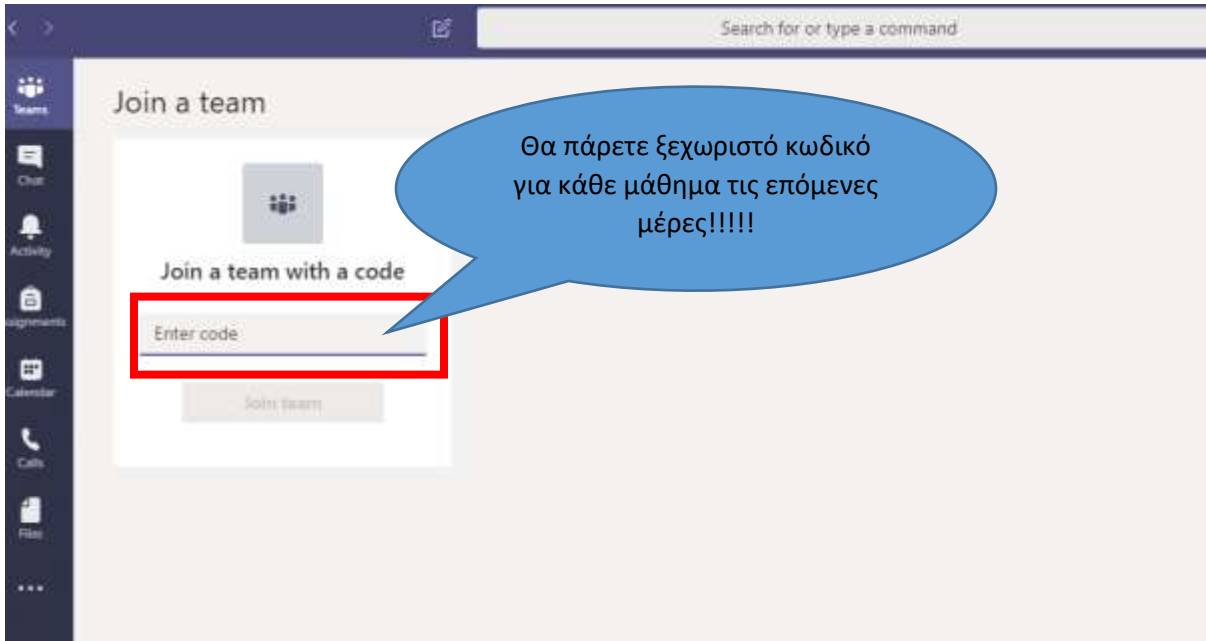 Search for or type a command
Teams
Join a team
Θα πάρετε ξεχωριστό κωδικό
για κάθε μάθημα τις επόμενες
μέρες!!!!!
Chat
Activity
Join a team with a code
signments
Enter code
Calendar
Join team
Calls
Files